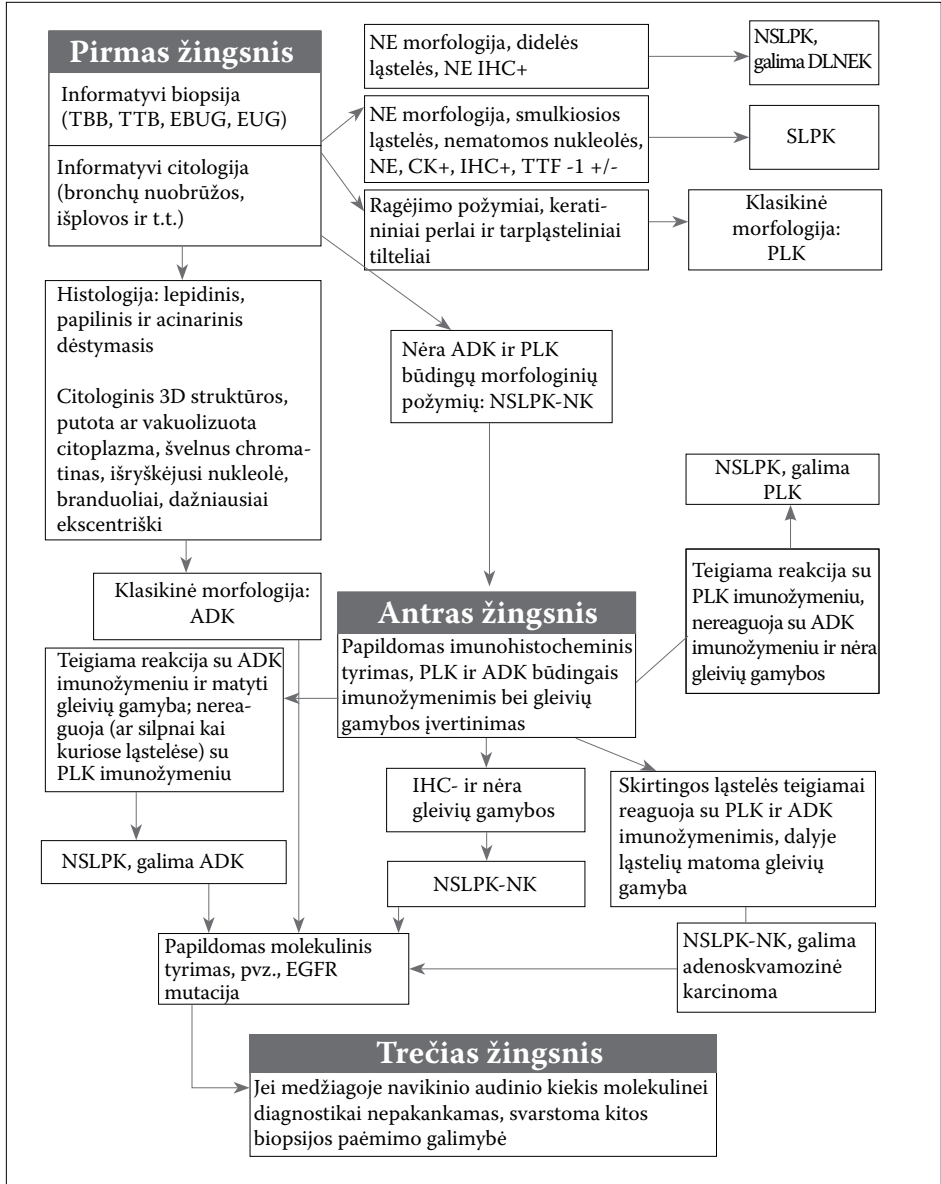 Pirmas žingsnis
Informatyvi biopsija
(TBB, TTB, EBUG, EUG)
Informatyvi citologija
(bronchų nuobrūžos,
išplovos ir t.t.)
NE morfologija, didelės
ląstelės, NE IHC+
NSLPK,
galima DLNEK
NE morfologija, smulkiosios
ląstelės, nematomos nukleolės,
NE, CK+, IHC+, TTF -1 +/-
SLPK
Ragėjimo požymiai, kerati-
niniai perlai ir tarpląsteliniai
tilteliai
Klasikinė
morfologija:
PLK
Histologija: lepidinis,
papilinis ir acinarinis
dėstymasis
Citologinis 3D struktūros,
putota ar vakuolizuota
citoplazma, švelnus chroma-
tinas, išryškėjusi nukleolė,
branduoliai, dažniausiai
ekscentriški
Nėra ADK ir PLK
būdingų morfologinių
požymių: NSLPK-NK
NSLPK, galima
PLK
Teigiama reakcija su
PLK imunožymeniu,
nereaguoja su ADK
imunožymeniu ir nėra
gleivių gamybos
Klasikinė morfologija:
ADK
Antras žingsnis
Papildomas imunohistocheminis
tyrimas, PLK ir ADK būdingais
imunožymenimis bei gleivių
gamybos įvertinimas
Teigiama reakcija su ADK
imunožymeniu ir matyti
gleivių gamyba; nerea-
guoja (ar silpnai kai
kuriose ląstelėse) su
PLK imunožymeniu
IHC- ir nėra
gleivių gamybos
Skirtingos ląstelės teigiamai
reaguoja su PLK ir ADK
imunožymenimis, dalyje
ląstelių matoma gleivių
gamyba
NSLPK, galima ADK
NSLPK-NK
Papildomas molekulinis
tyrimas, pvz., EGFR
mutacija
NSLPK-NK, galima
adenoskvamozinė
karcinoma
Trečias žingsnis
Jei medžiagoje navikinio audinio kiekis molekulinei
diagnostikai nepakankamas, svarstoma kitos
biopsijos paėmimo galimybė